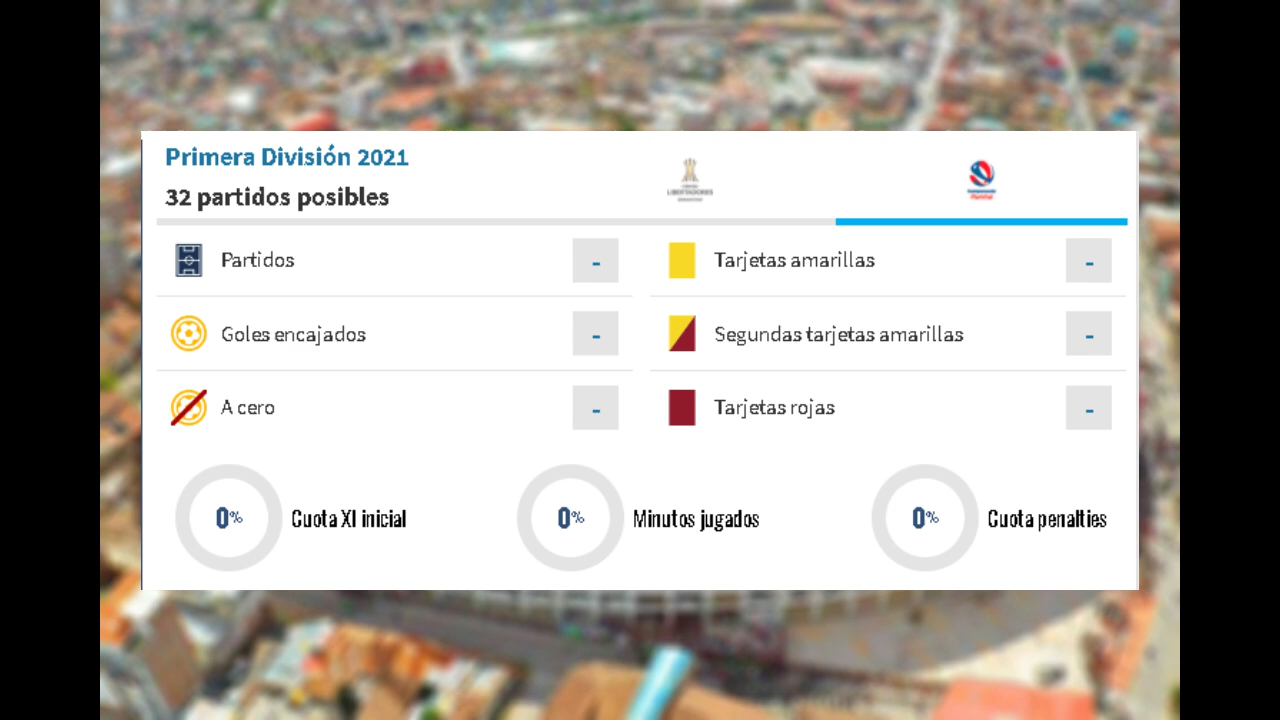 Primera División 2021
32 partidos posibles
LIBERTADORES
Partidos -
Tarjetas amarillas -
Goles encajados -
Segundas tarjetas amarillas -
A cero -
Tarjetas rojas -
0% Cuota XI inicial
0% Minutos jugados
0% Cuota penalties